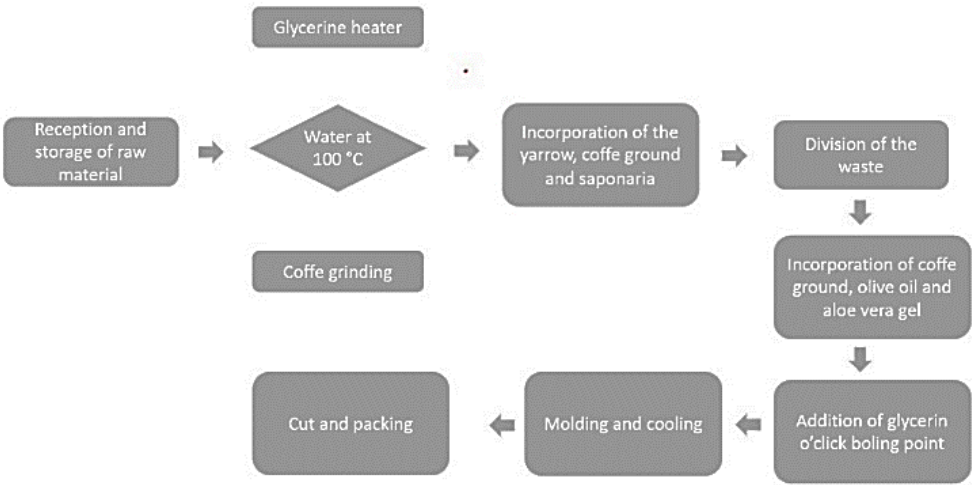 Glycerine heater
Reception and
storage of raw
material
Water at
100 °C
Incorporation of the
yarrow, coffe ground
and saponaria
Division of the
waste
Coffe grinding
Incorporation of coffe
ground, olive oil and
aloe vera gel
Cut and packing
Molding and cooling
Addition of glycerin
o'click boling point